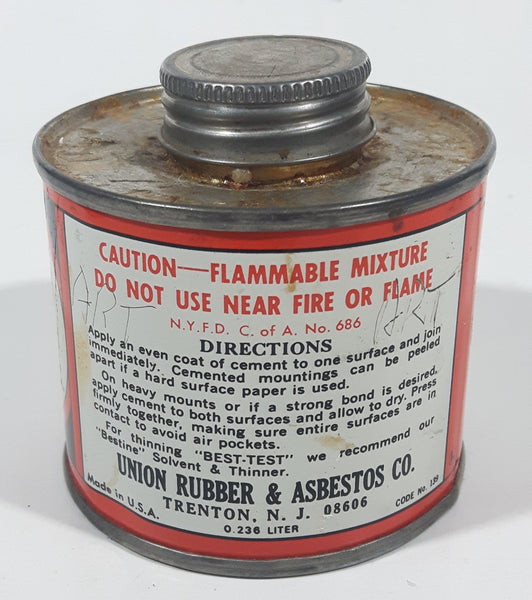 CAUTION—FLAMMABLE MIXTURE
DO NOT USE NEAR FIRE OR FLAME
N.Y.F.D. C. of A. No. 686
ART
ART
DIRECTIONS
Apply an even coat of cement to one surface and join
immediately. Cemented mountings can be peeled
apart if a hard surface paper is used.
On heavy mounts or if a strong bond is desired,
apply cement to both surfaces and allow to dry. Press
firmly together, making sure entire surfaces are in
contact to avoid air pockets.
For thinning "BEST-TEST" we recommend our
"Bestine" Solvent & Thinner.
UNION RUBBER & ASBESTOS CO.
Made in U.S.A.
TRENTON, N. J. 08606
CODE No. 139
0.236 LITER